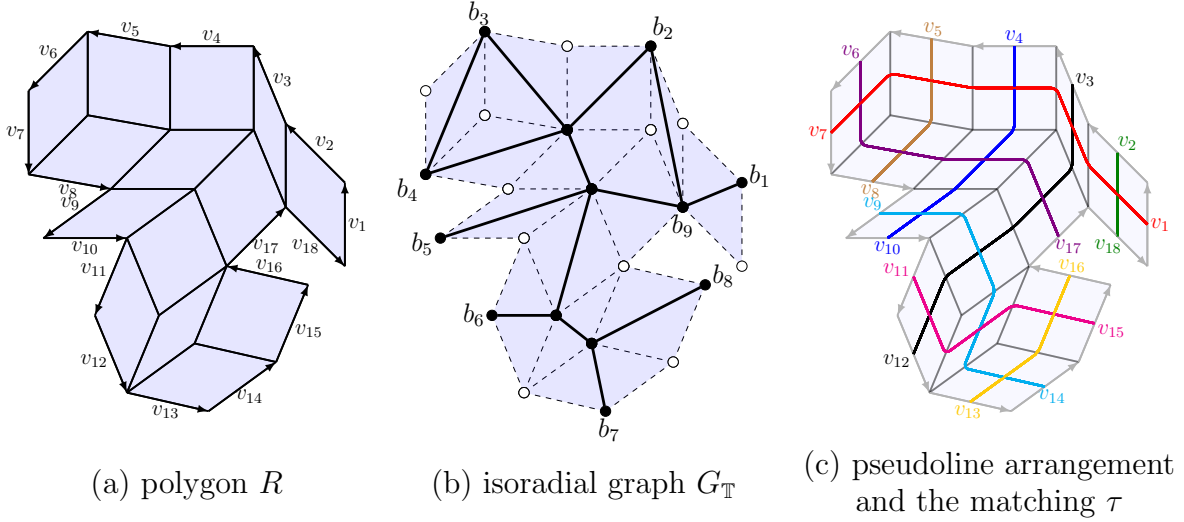 v₅
v₄
v₆
v₃
v₂
v₇
v₈
v₉
v₁
v₁₀
v₁₇
v₁₈
v₁₁
v₁₆
v₁₅
v₁₂
v₁₄
v₁₃
(a) polygon R
b₃
b₂
b₄
b₁
b₅
b₉
b₈
b₆
b₇
(b) isoradial graph G_𝕋
v₅
v₄
v₆
v₃
v₇
v₂
v₈
v₉
v₁
v₁₀
v₁₇
v₁₈
v₁₁
v₁₆
v₁₅
v₁₂
v₁₄
v₁₃
(c) pseudoline arrangement
and the matching τ